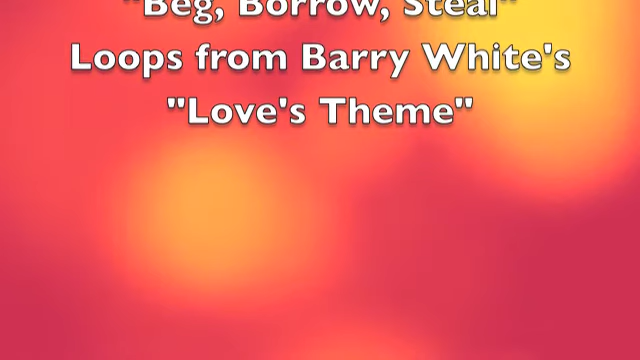 "Beg, Borrow, Steal"
Loops from Barry White's
"Love's Theme"